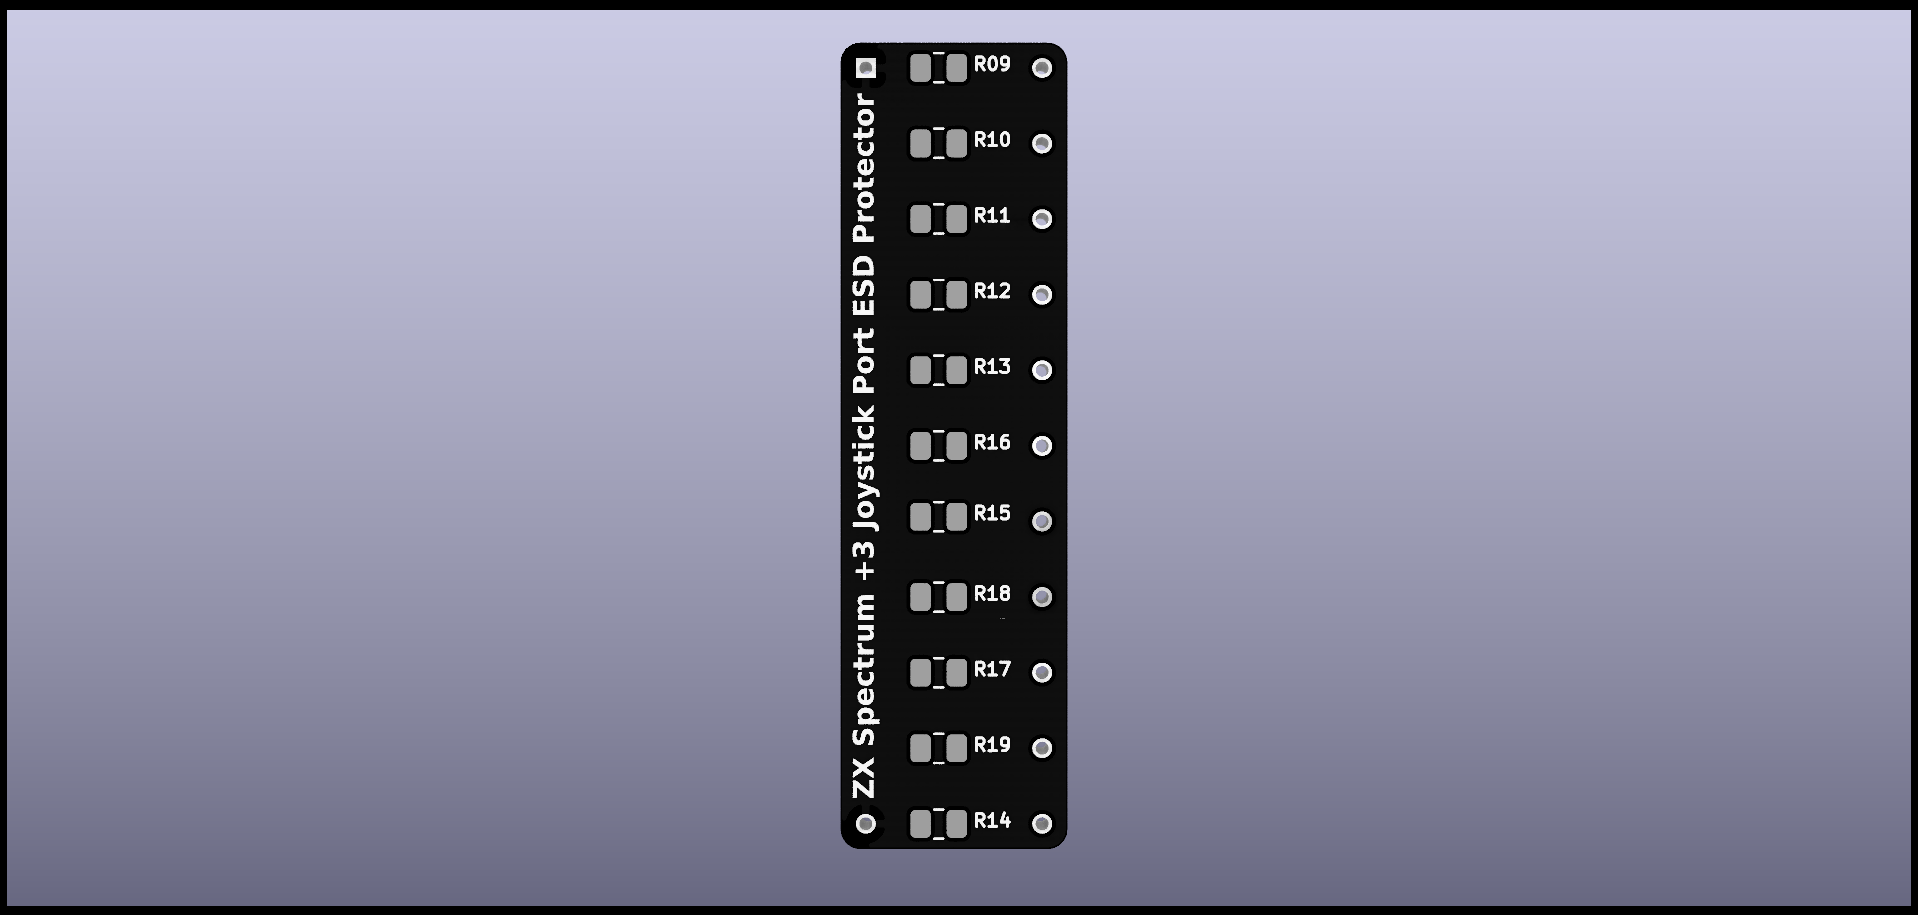 ZX Spectrum +3 Joystick Port ESD Protector
R09
R10
R11
R12
R13
R16
R15
R18
R17
R19
R14